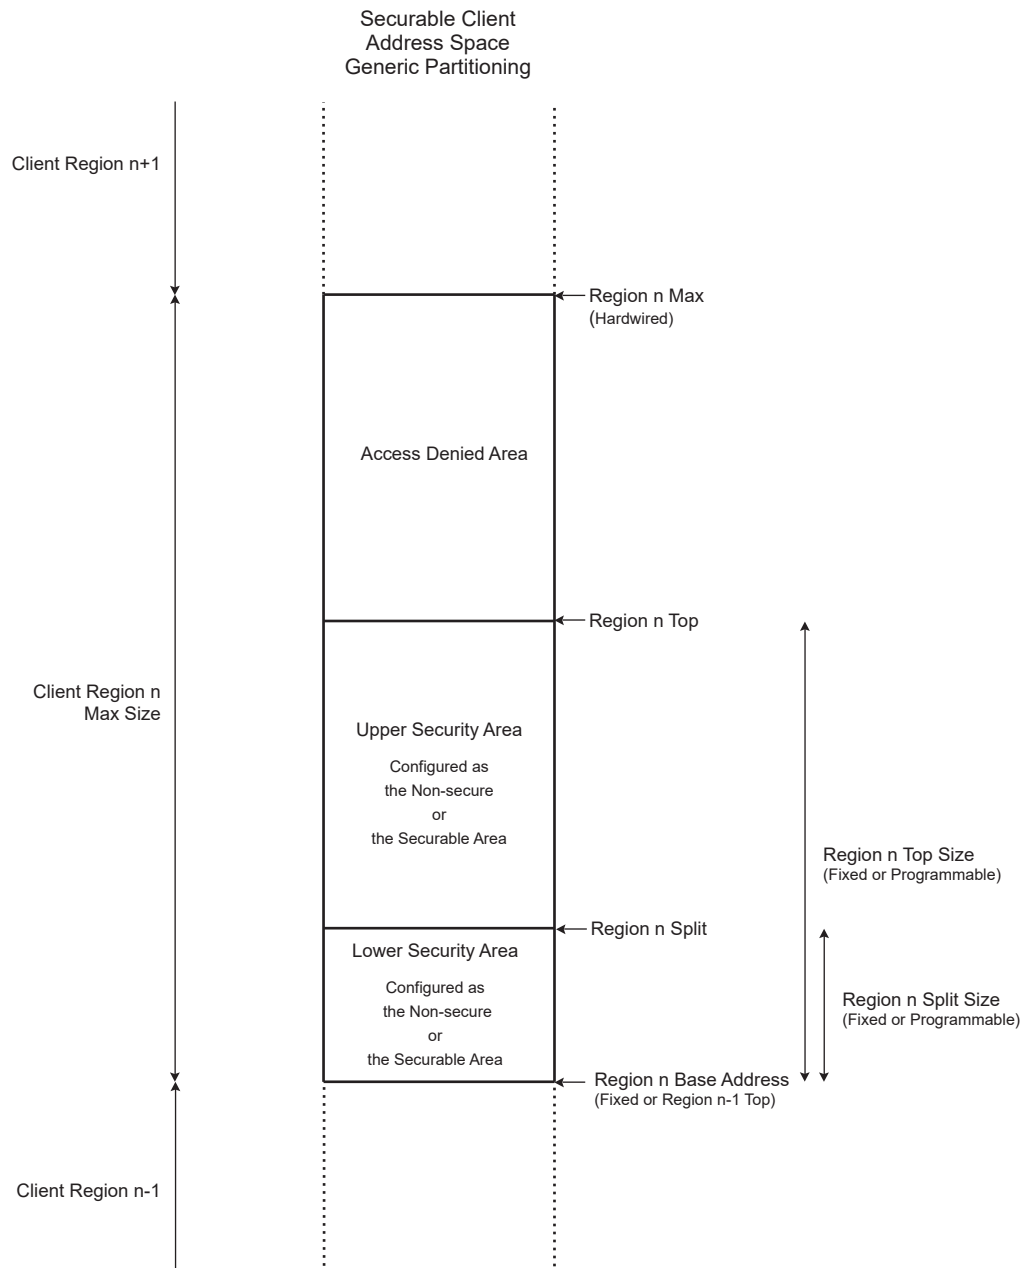 Securable Client
Address Space
Generic Partitioning
Client Region n+1
Region n Max
(Hardwired)
Access Denied Area
Region n Top
Client Region n
Max Size
Upper Security Area
Configured as
the Non-secure
or
the Securable Area
Region n Top Size
(Fixed or Programmable)
Region n Split
Lower Security Area
Configured as
the Non-secure
or
the Securable Area
Region n Split Size
(Fixed or Programmable)
Region n Base Address
(Fixed or Region n-1 Top)
Client Region n-1